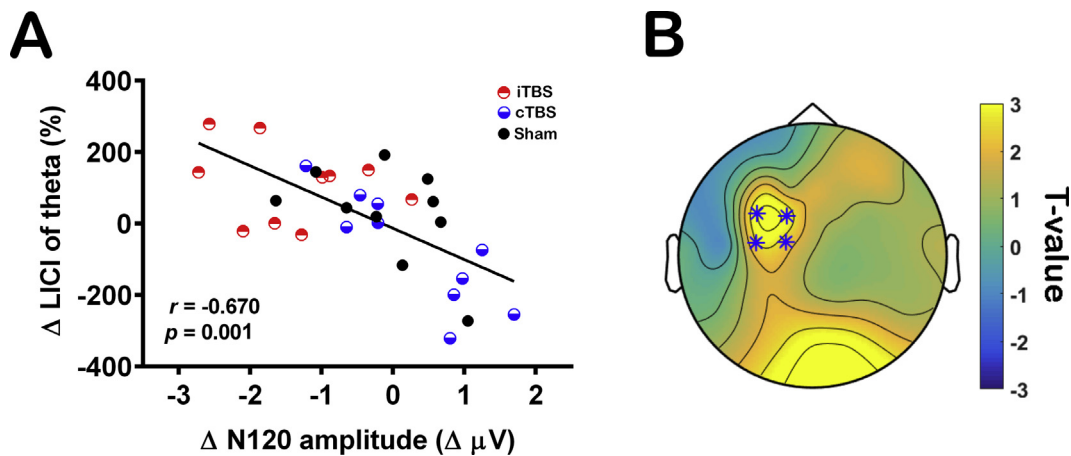 A
B
400
200
0
-200
-400
Δ LICI of theta (%)
iTBS
cTBS
Sham
r = -0.670
p = 0.001
-3 -2 -1 0 1 2
Δ N120 amplitude (Δ μV)
3
2
1
0
-1
-2
-3
T-value